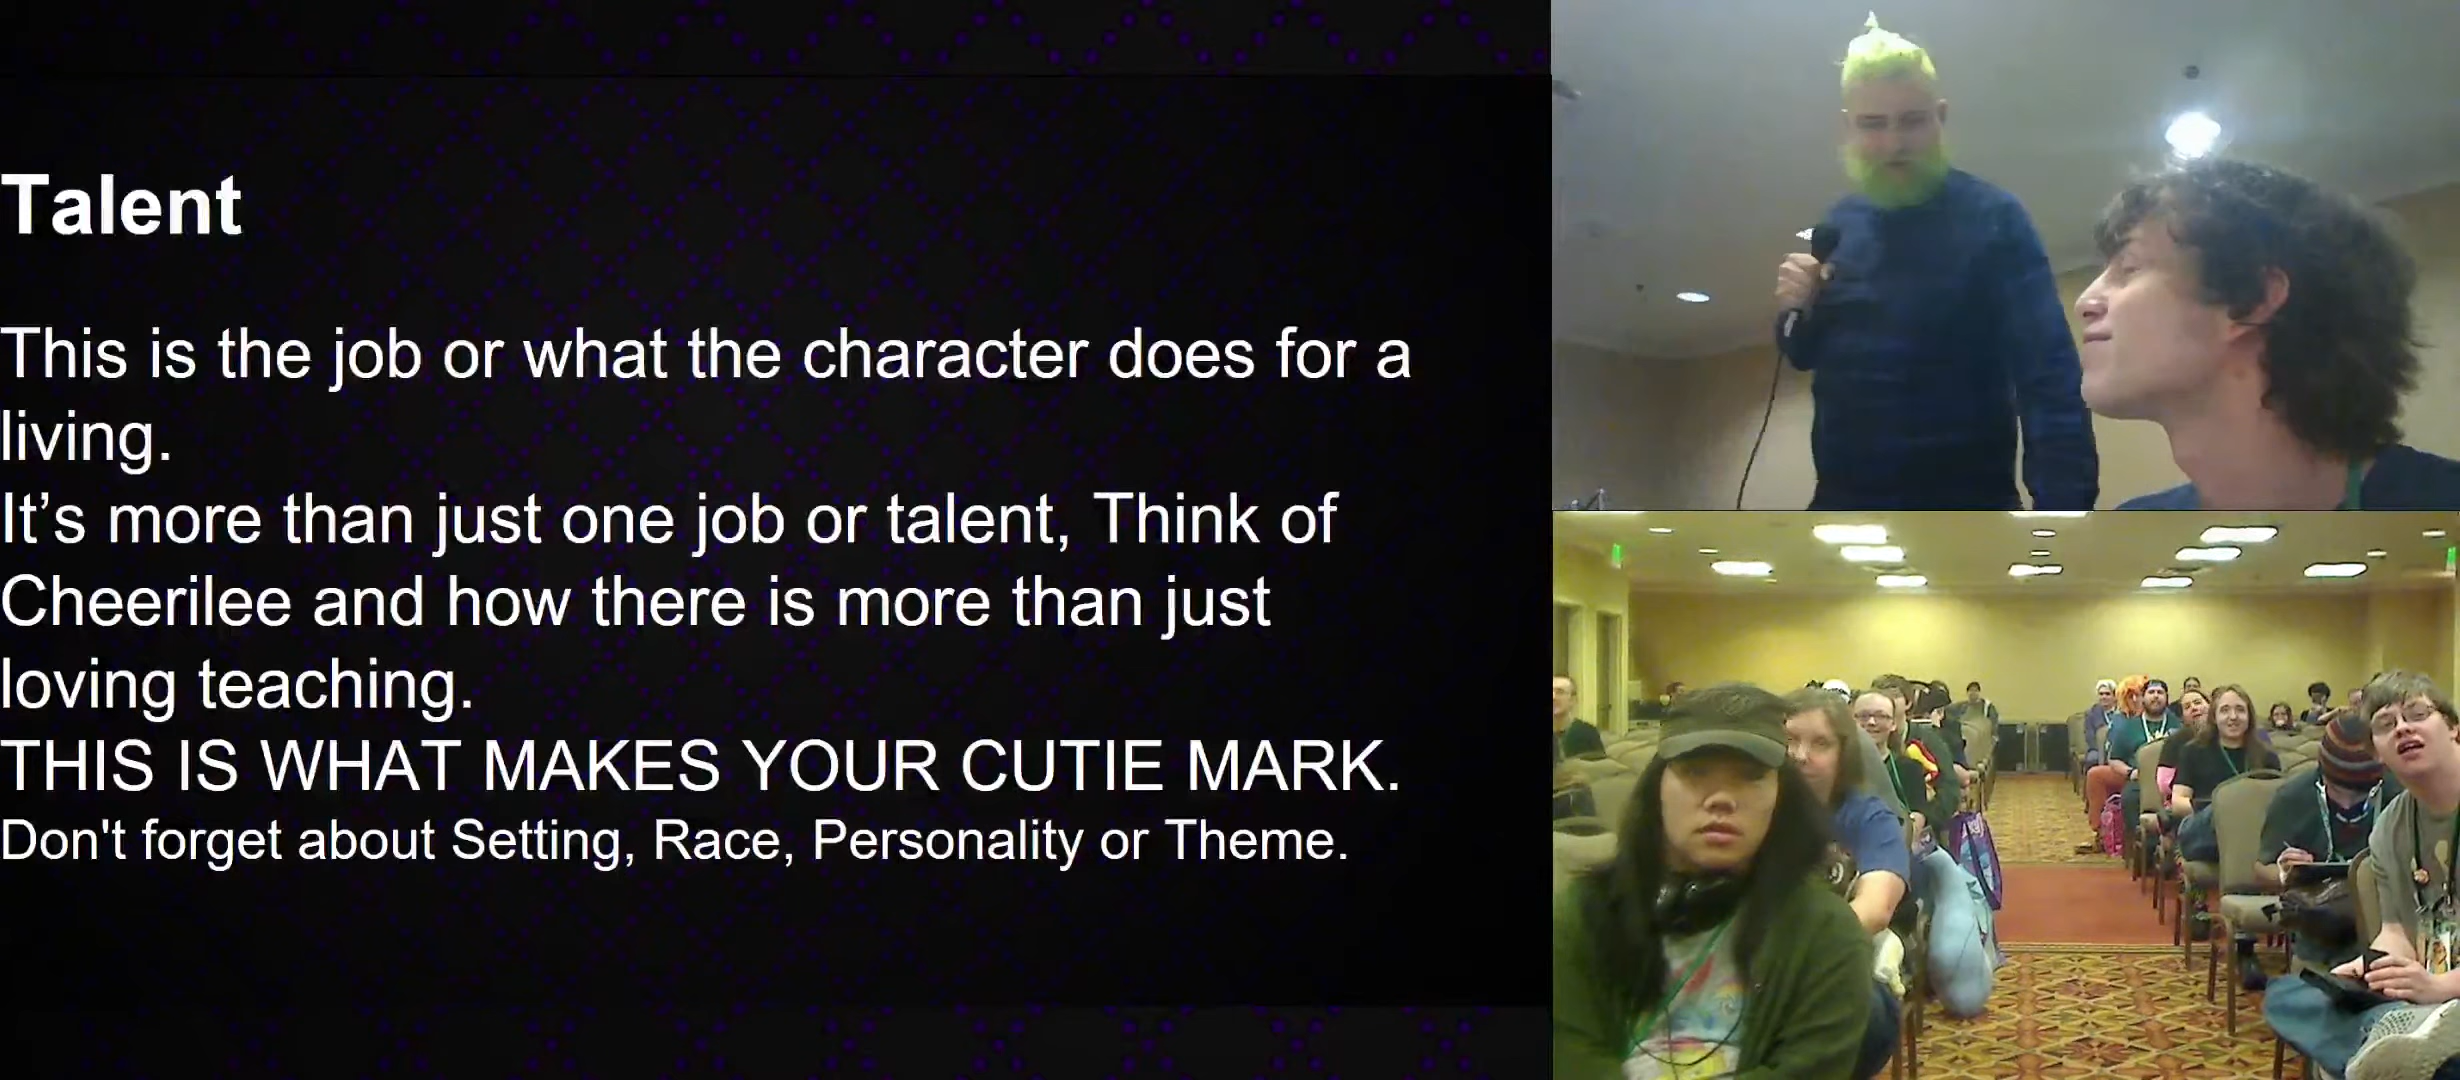 Talent
This is the job or what the character does for a
living.
It’s more than just one job or talent, Think of
Cheerilee and how there is more than just
loving teaching.
THIS IS WHAT MAKES YOUR CUTIE MARK.
Don't forget about Setting, Race, Personality or Theme.